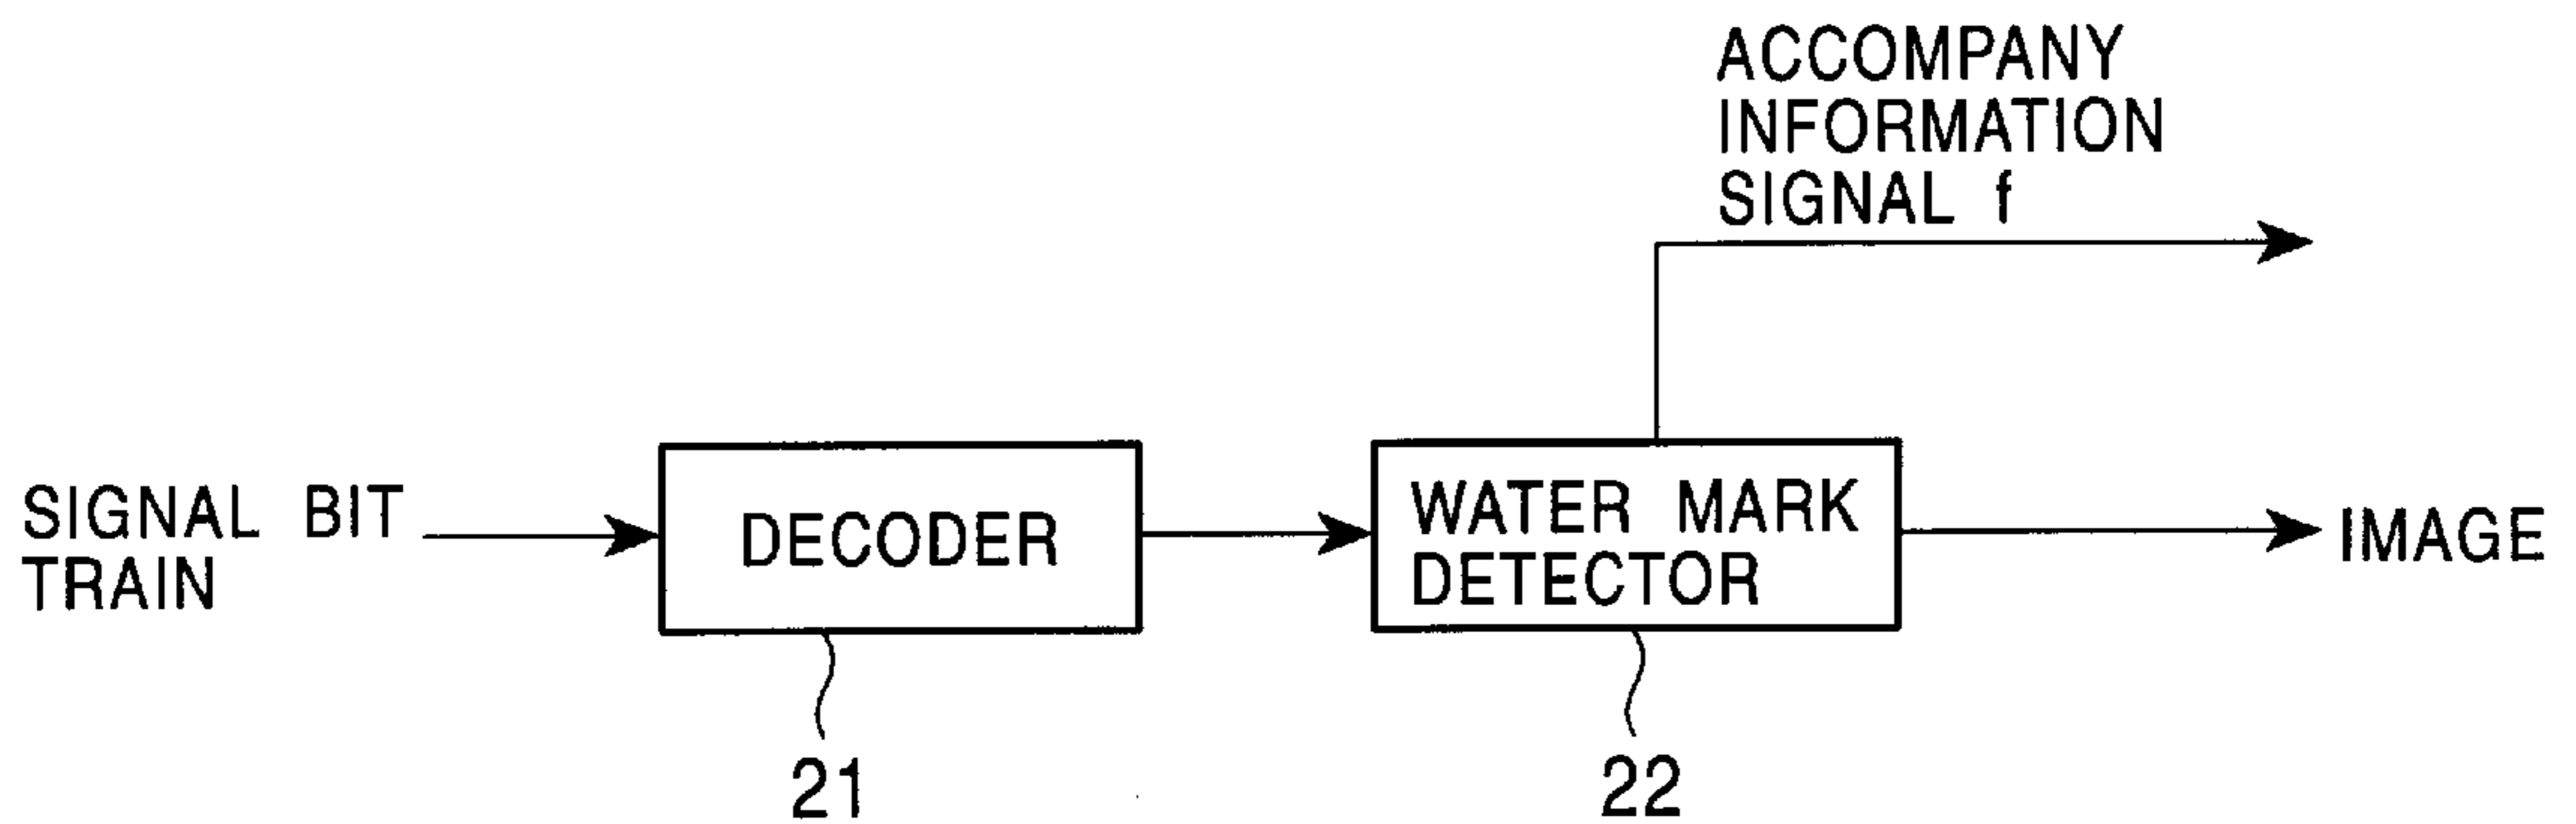 ACCOMPANY
INFORMATION
SIGNAL f
SIGNAL BIT
TRAIN
DECODER
WATER MARK
DETECTOR
IMAGE
21
22